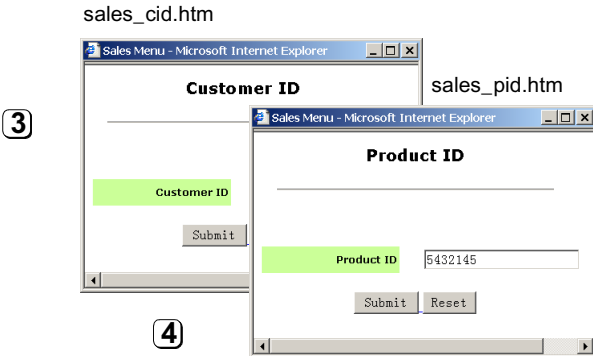 sales_cid.htm
Sales Menu - Microsoft Internet Explorer
Customer ID
3
Customer ID
Submit
sales_pid.htm
Sales Menu - Microsoft Internet Explorer
Product ID
Product ID 5432145
Submit Reset
4